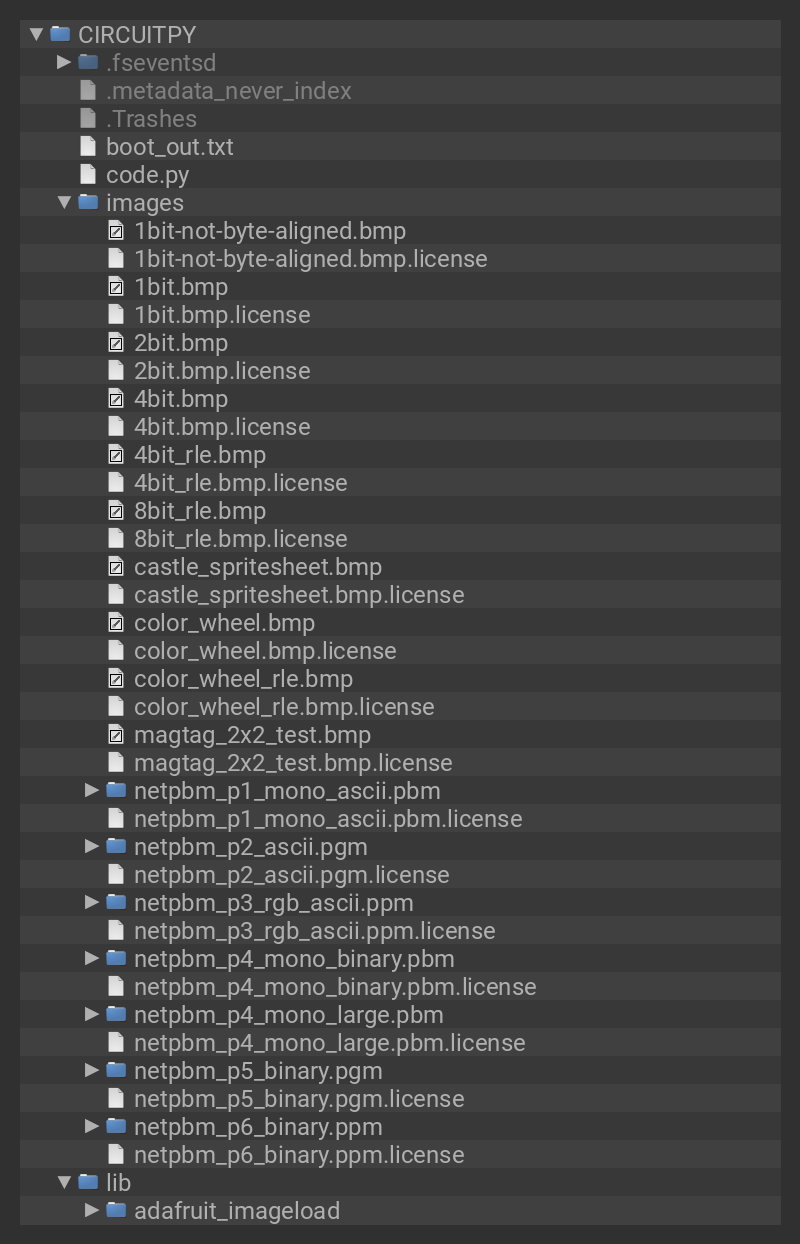 CIRCUITPY
.fseventsd
.metadata_never_index
.Trashes
boot_out.txt
code.py
images
1bit-not-byte-aligned.bmp
1bit-not-byte-aligned.bmp.license
1bit.bmp
1bit.bmp.license
2bit.bmp
2bit.bmp.license
4bit.bmp
4bit.bmp.license
4bit_rle.bmp
4bit_rle.bmp.license
8bit_rle.bmp
8bit_rle.bmp.license
castle_spritesheet.bmp
castle_spritesheet.bmp.license
color_wheel.bmp
color_wheel.bmp.license
color_wheel_rle.bmp
color_wheel_rle.bmp.license
magtag_2x2_test.bmp
magtag_2x2_test.bmp.license
netpbm_p1_mono_ascii.pbm
netpbm_p1_mono_ascii.pbm.license
netpbm_p2_ascii.pgm
netpbm_p2_ascii.pgm.license
netpbm_p3_rgb_ascii.ppm
netpbm_p3_rgb_ascii.ppm.license
netpbm_p4_mono_binary.pbm
netpbm_p4_mono_binary.pbm.license
netpbm_p4_mono_large.pbm
netpbm_p4_mono_large.pbm.license
netpbm_p5_binary.pgm
netpbm_p5_binary.pgm.license
netpbm_p6_binary.ppm
netpbm_p6_binary.ppm.license
lib
adafruit_imageload